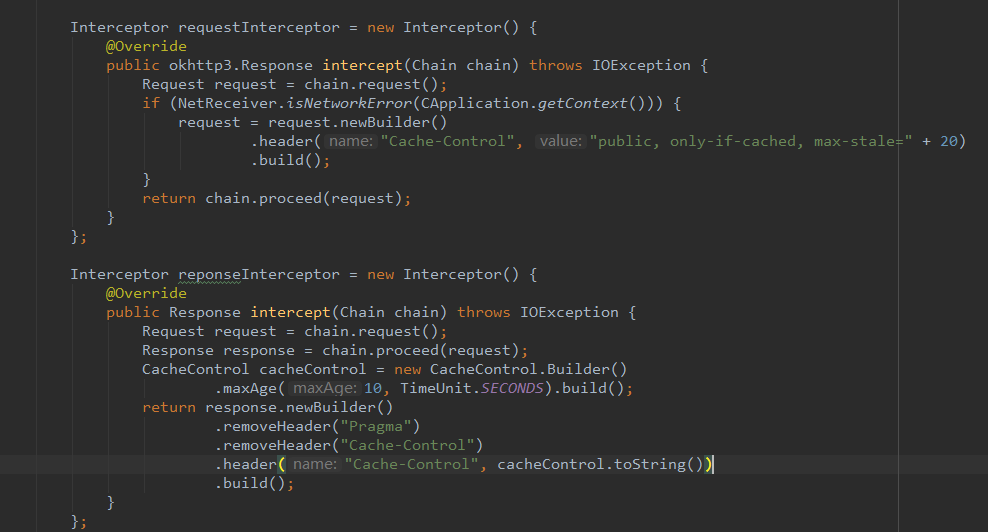 Interceptor requestInterceptor = new Interceptor() {
@Override
public okhttp3.Response intercept(Chain chain) throws IOException {
Request request = chain.request();
if (NetReceiver.isNetworkError(CApplication.getContext())) {
request = request.newBuilder()
.header( name: "Cache-Control", value: "public, only-if-cached, max-stale=" + 20)
.build();
}
return chain.proceed(request);
}
};
Interceptor reponseInterceptor = new Interceptor() {
@Override
public Response intercept(Chain chain) throws IOException {
Request request = chain.request();
Response response = chain.proceed(request);
CacheControl cacheControl = new CacheControl.Builder()
.maxAge( maxAge: 10, TimeUnit.SECONDS).build();
return response.newBuilder()
.removeHeader("Pragma")
.removeHeader("Cache-Control")
.header( name: "Cache-Control", cacheControl.toString())
.build();
}
};